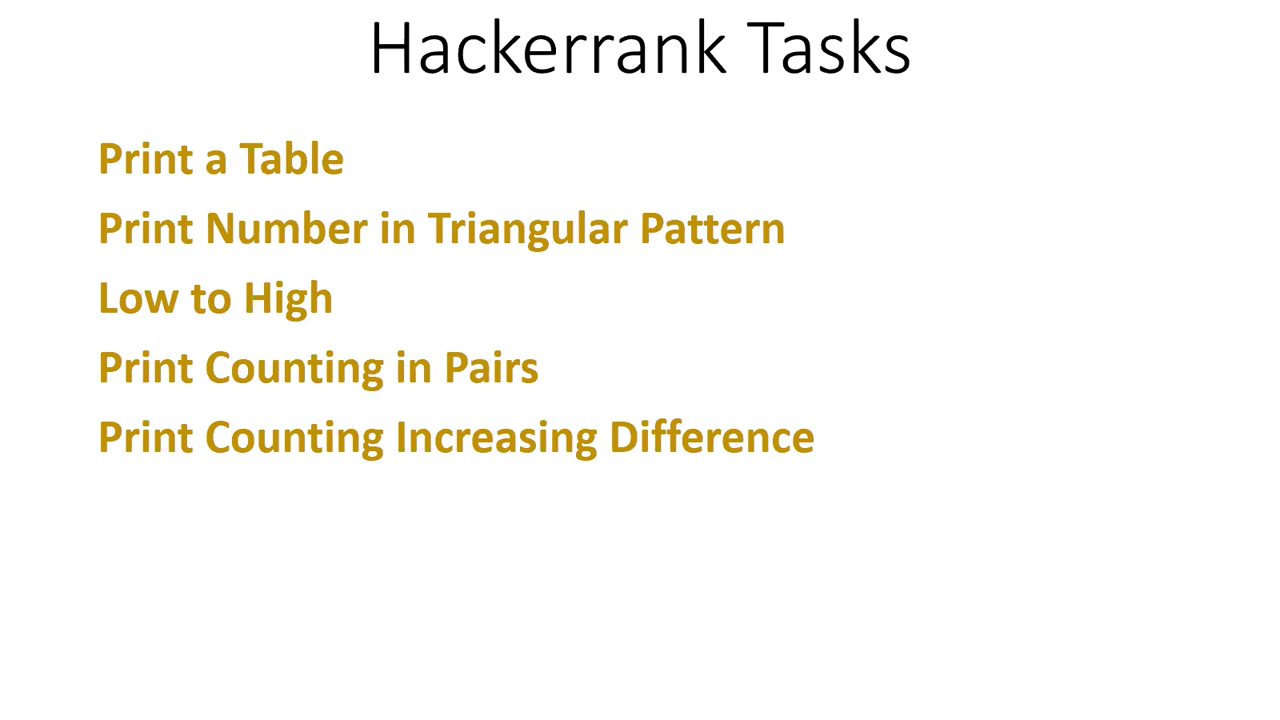 Hackerrank Tasks
Print a Table
Print Number in Triangular Pattern
Low to High
Print Counting in Pairs
Print Counting Increasing Difference